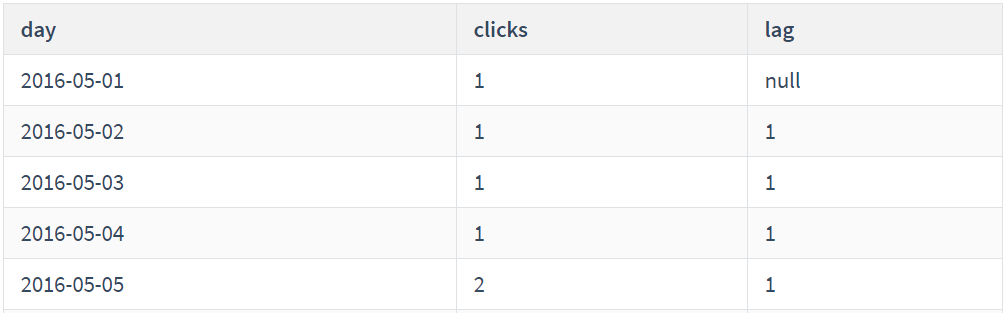 day clicks lag
2016-05-01 1 null
2016-05-02 1 1
2016-05-03 1 1
2016-05-04 1 1
2016-05-05 2 1